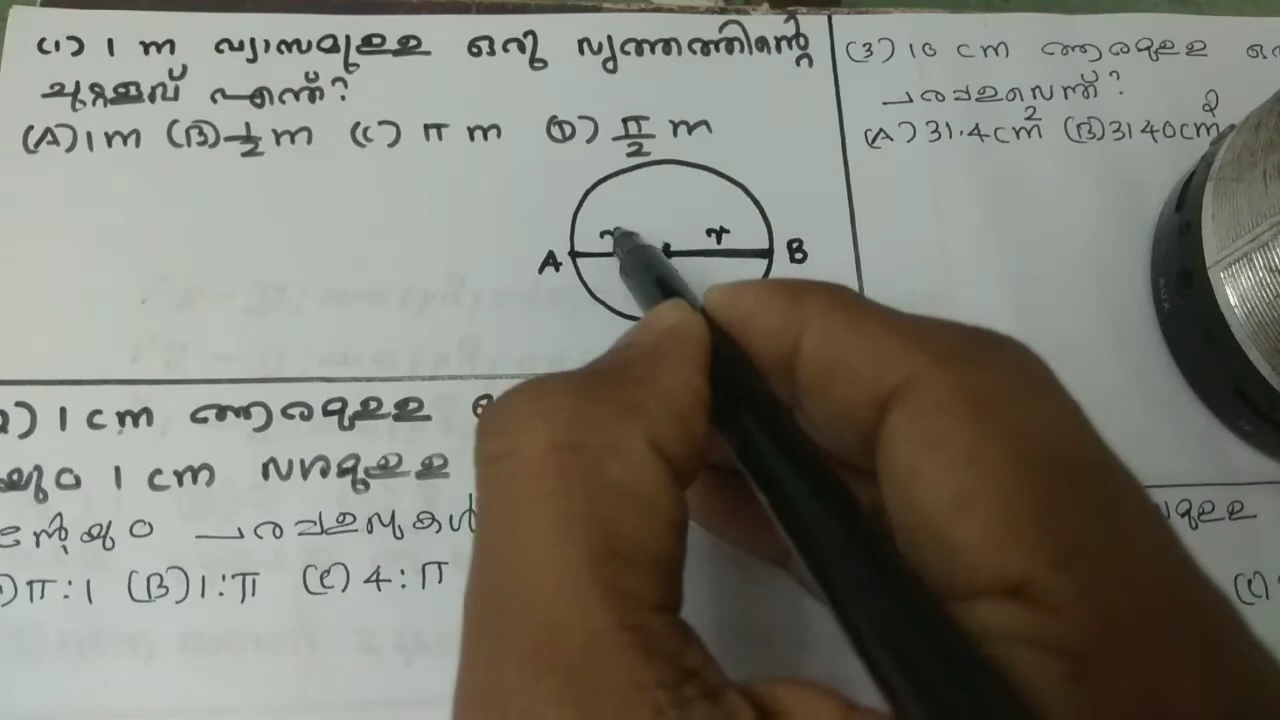 (1) 1 m വ്യാസമുള്ള ഒരു വൃത്തത്തിന്റെ
ചുറ്റളവ് എന്ത്?
(A) 1 m (B) 1/2 m (C) π m (D) π/2 m
r r
A B
) 1 cm ആരമുള്ള
യും 1 cm വശമുള്ള
ന്റേയും പരപ്പളവുകൾ
) π : 1 (B) 1 : π (C) 4 : π
(3) 10 cm ആരമുള്ള
പരപ്പളവെന്ത്?
(A) 31.4 cm² (B) 3140 cm²
മുള്ള
(C)
AUX